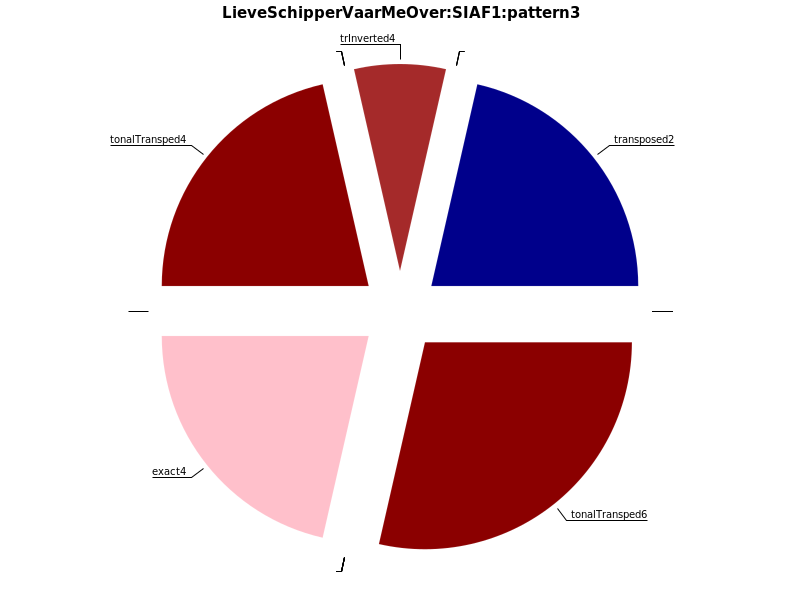 LieveSchipperVaarMeOver:SIAF1:pattern3
trInverted4
tonalTransped4
transposed2
exact4
tonalTransped6